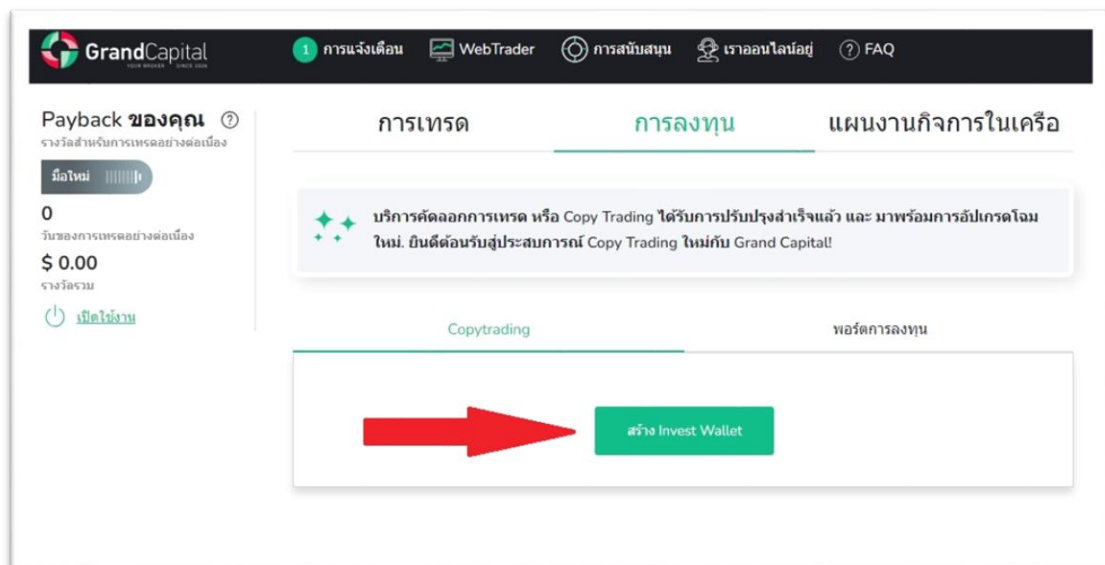 GrandCapital
YOUR BROKER SINCE 2006
1 การแจ้งเตือน WebTrader การสนับสนุน เราออนไลน์อยู่ ? FAQ
Payback ของคุณ ?
รางวัลสำหรับการเทรดอย่างต่อเนื่อง
มือใหม่
0
วันของการเทรดอย่างต่อเนื่อง
$ 0.00
รางวัลรวม
เปิดใช้งาน
การเทรด การลงทุน แผนงานกิจการในเครือ
บริการคัดลอกการเทรด หรือ Copy Trading ได้รับการปรับปรุงสำเร็จแล้ว และ มาพร้อมการอัปเกรดโฉม
ใหม่. ยินดีต้อนรับสู่ประสบการณ์ Copy Trading ใหม่กับ Grand Capital!
Copytrading พอร์ตการลงทุน
สร้าง Invest Wallet